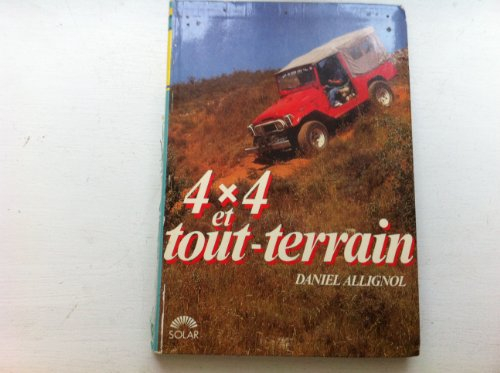 4×4
et
tout-terrain
DANIEL ALLIGNOL
SOLAR